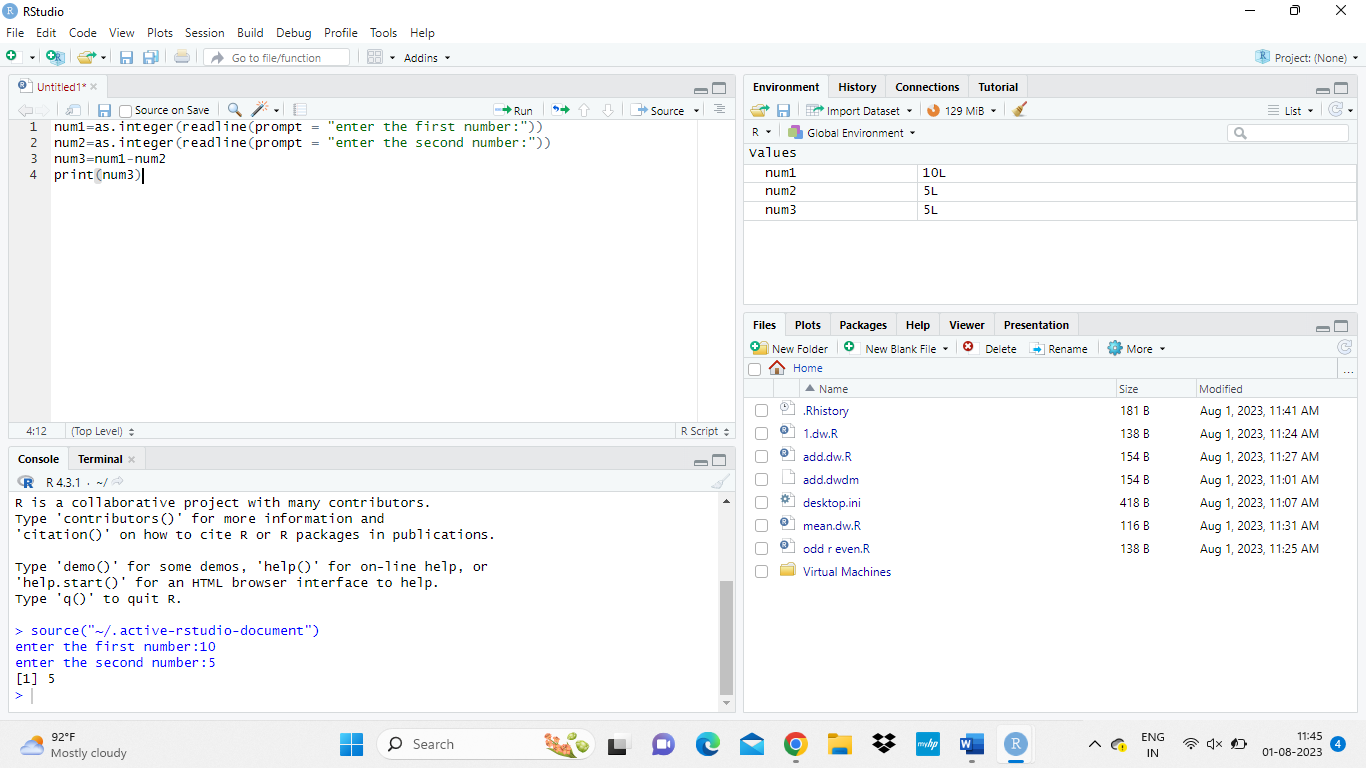 RStudio
File Edit Code View Plots Session Build Debug Profile Tools Help
Go to file/function Addins Project: (None)
Untitled1*
Source on Save Run Source
1 num1=as.integer(readline(prompt = "enter the first number:"))
2 num2=as.integer(readline(prompt = "enter the second number:"))
3 num3=num1-num2
4 print(num3)
4:12 (Top Level) R Script
Console Terminal
R 4.3.1 · ~/
R is a collaborative project with many contributors.
Type 'contributors()' for more information and
'citation()' on how to cite R or R packages in publications.
Type 'demo()' for some demos, 'help()' for on-line help, or
'help.start()' for an HTML browser interface to help.
Type 'q()' to quit R.
> source("~/.active-rstudio-document")
enter the first number:10
enter the second number:5
[1] 5
>
Environment History Connections Tutorial
Import Dataset 129 MiB List
R Global Environment
Values
num1 10L
num2 5L
num3 5L
Files Plots Packages Help Viewer Presentation
New Folder New Blank File Delete Rename More
Home ...
Name Size Modified
.Rhistory 181 B Aug 1, 2023, 11:41 AM
1.dw.R 138 B Aug 1, 2023, 11:24 AM
add.dw.R 154 B Aug 1, 2023, 11:27 AM
add.dwdm 154 B Aug 1, 2023, 11:01 AM
desktop.ini 418 B Aug 1, 2023, 11:07 AM
mean.dw.R 116 B Aug 1, 2023, 11:31 AM
odd r even.R 138 B Aug 1, 2023, 11:25 AM
Virtual Machines
92°F
Mostly cloudy
Search
myhp
W
R
ENG
IN
11:45
01-08-2023
4